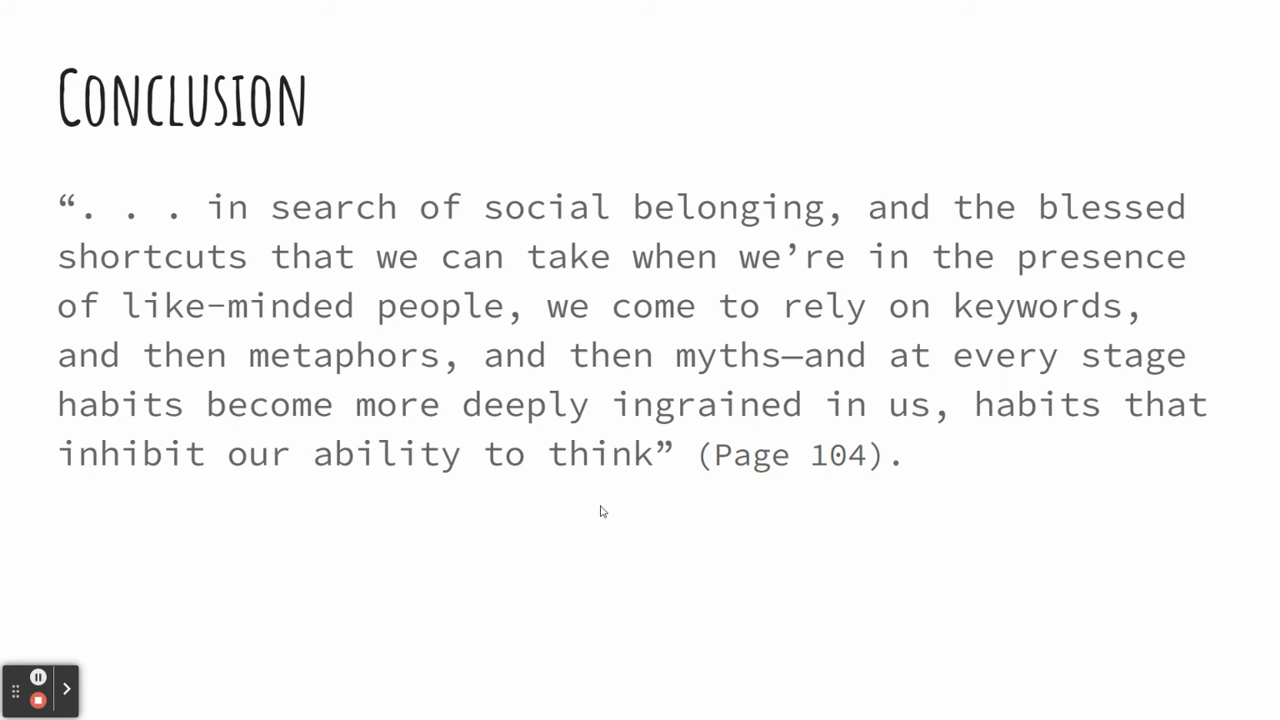 Conclusion
“. . . in search of social belonging, and the blessed
shortcuts that we can take when we’re in the presence
of like-minded people, we come to rely on keywords,
and then metaphors, and then myths—and at every stage
habits become more deeply ingrained in us, habits that
inhibit our ability to think” (Page 104).